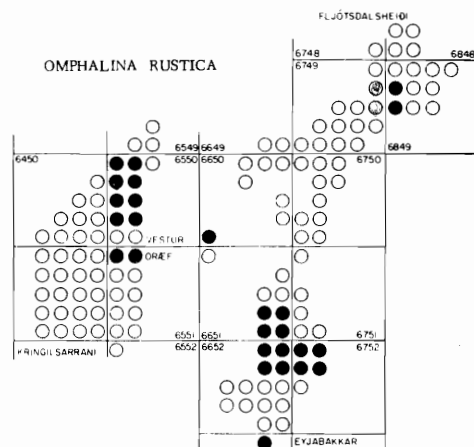 FLJÓTSDALSHEIÐI
6748 6848
OMPHALINA RUSTICA
6749
6549 6649
6450 6550 6650 6750 6849
VESTUR
ÖRÆF
6551 6651 6751
KRINGILSÁRRANI 6552 6652 6752
EYJABAKKAR